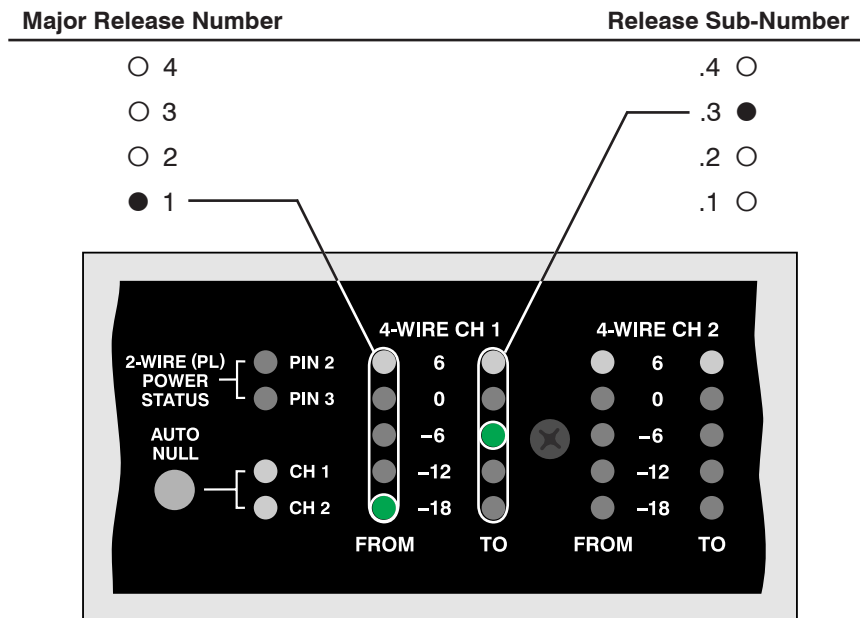 Major Release Number Release Sub-Number
4 .4
3 .3
2 .2
1 .1
4-WIRE CH 1 4-WIRE CH 2
2-WIRE (PL) PIN 2 6 6
POWER
STATUS PIN 3 0 0
AUTO –6 –6
NULL
CH 1 –12 –12
CH 2 –18 –18
FROM TO FROM TO